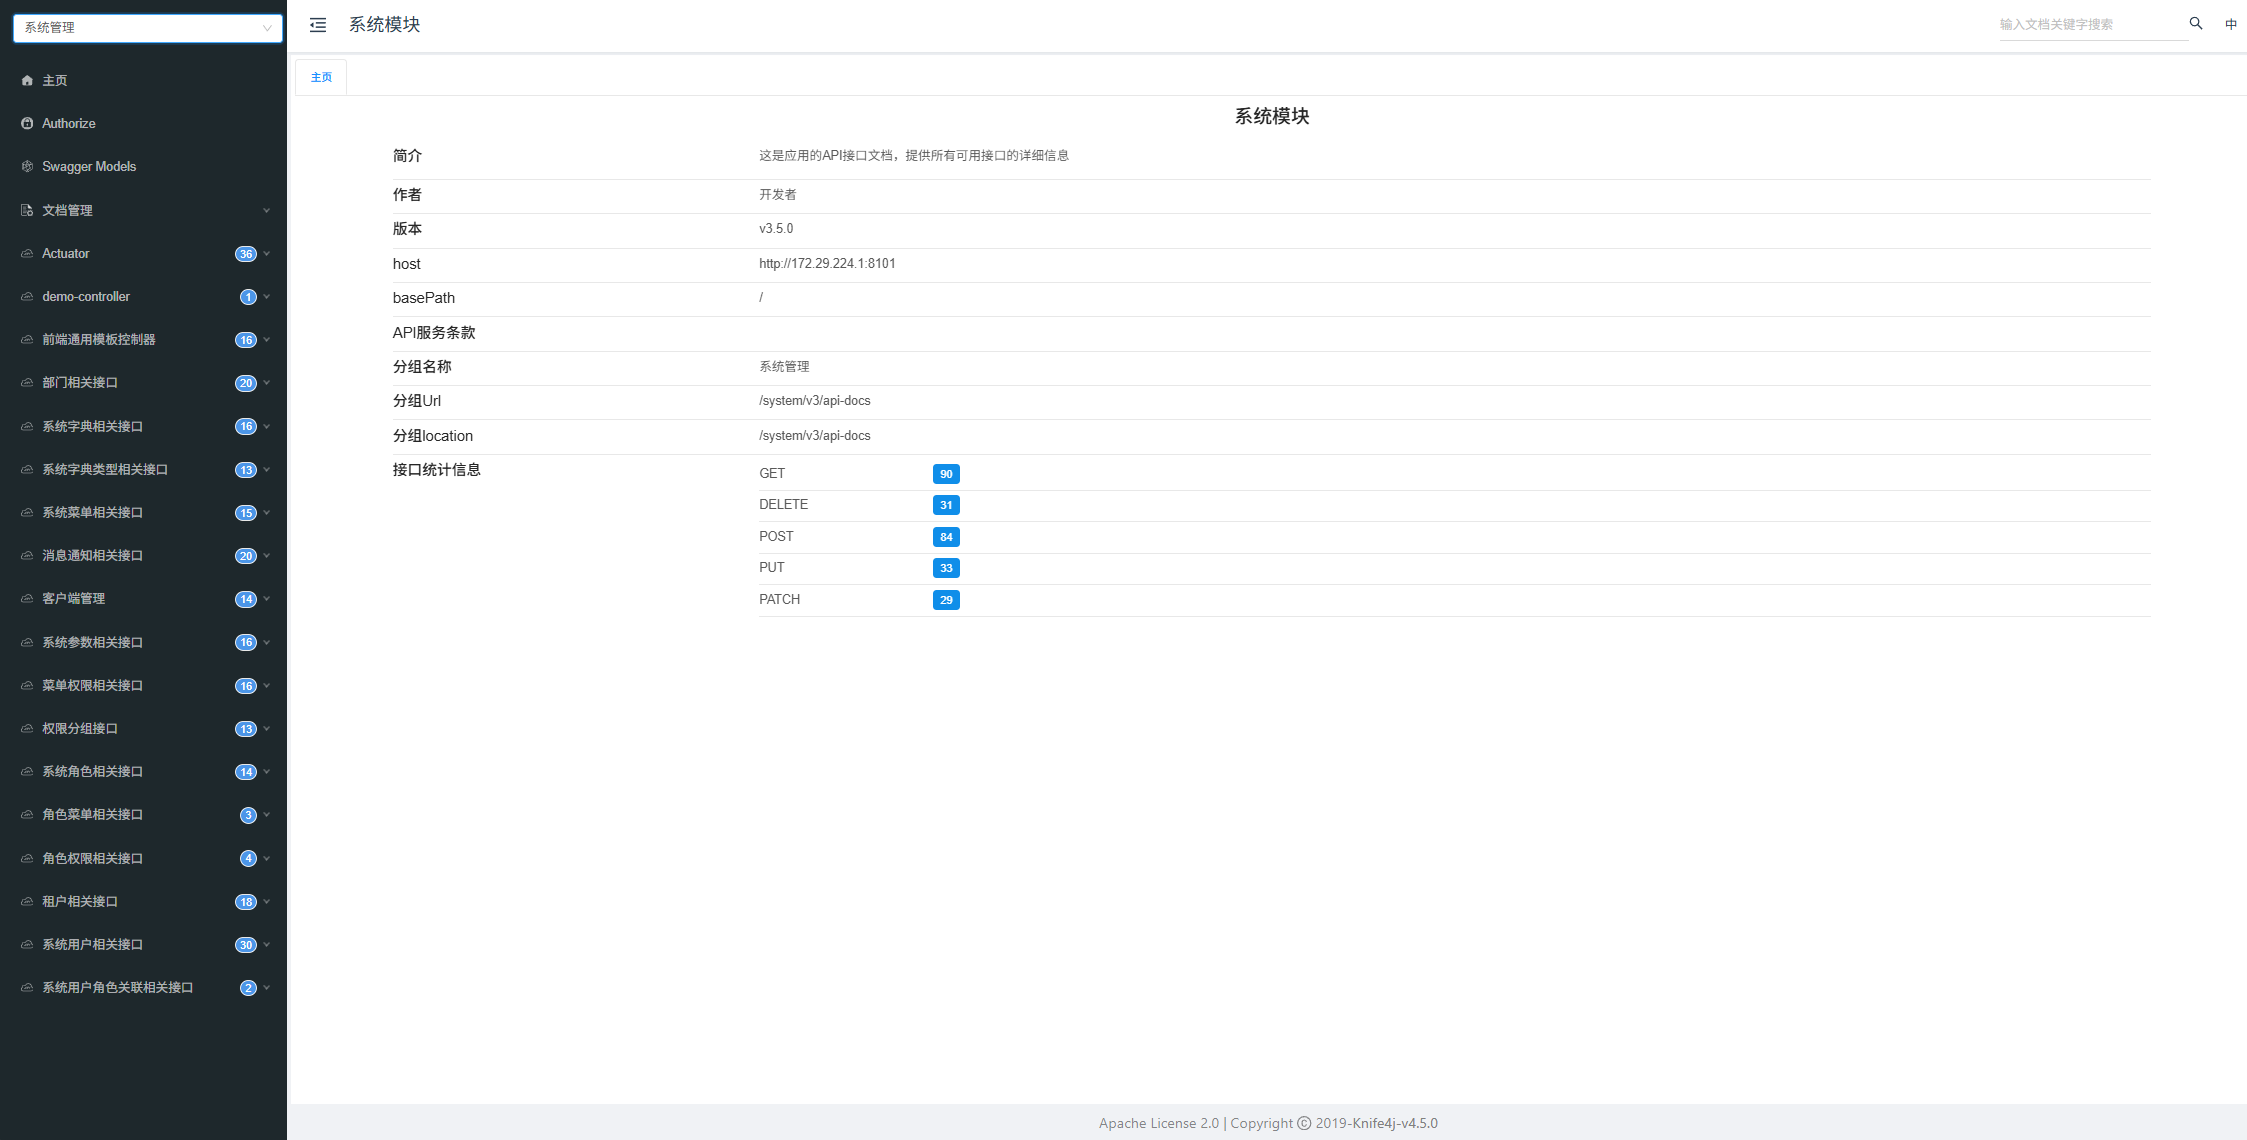 系统管理
主页
Authorize
Swagger Models
文档管理
Actuator 36
demo-controller 1
前端通用模板控制器 16
部门相关接口 20
系统字典相关接口 16
系统字典类型相关接口 13
系统菜单相关接口 15
消息通知相关接口 20
客户端管理 14
系统参数相关接口 16
菜单权限相关接口 16
权限分组接口 13
系统角色相关接口 14
角色菜单相关接口 3
角色权限相关接口 4
租户相关接口 18
系统用户相关接口 30
系统用户角色关联相关接口 2
系统模块
输入文档关键字搜索
中
主页
系统模块
简介 这是应用的API接口文档，提供所有可用接口的详细信息
作者 开发者
版本 v3.5.0
host http://172.29.224.1:8101
basePath /
API服务条款
分组名称 系统管理
分组Url /system/v3/api-docs
分组location /system/v3/api-docs
接口统计信息 GET 90
DELETE 31
POST 84
PUT 33
PATCH 29
Apache License 2.0 | Copyright © 2019-Knife4j-v4.5.0